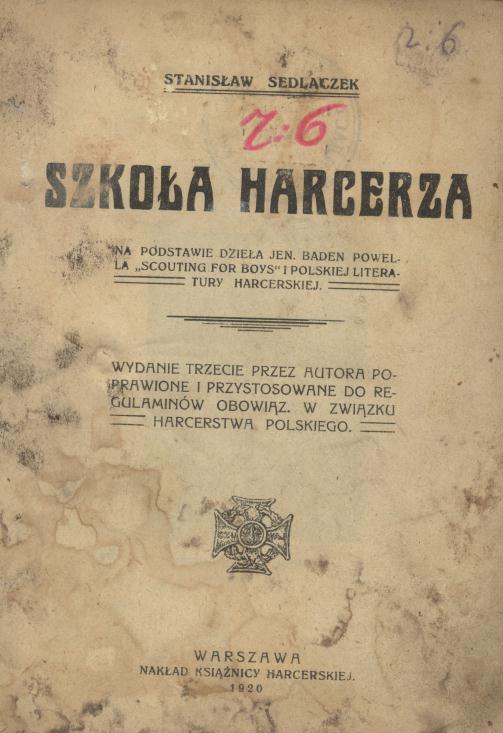 2:6
STANISŁAW SEDLACZEK
2:6
SZKOŁA HARCERZA
NA PODSTAWIE DZIEŁA JEN. BADEN POWEL-
LA „SCOUTING FOR BOYS“ I POLSKIEJ LITERA-
TURY HARCERSKIEJ.
WYDANIE TRZECIE PRZEZ AUTORA PO-
PRAWIONE I PRZYSTOSOWANE DO RE-
GULAMINÓW OBOWIĄZ. W ZWIĄZKU
HARCERSTWA POLSKIEGO.
WARSZAWA
NAKŁAD KSIĄŻNICY HARCERSKIEJ.
1920